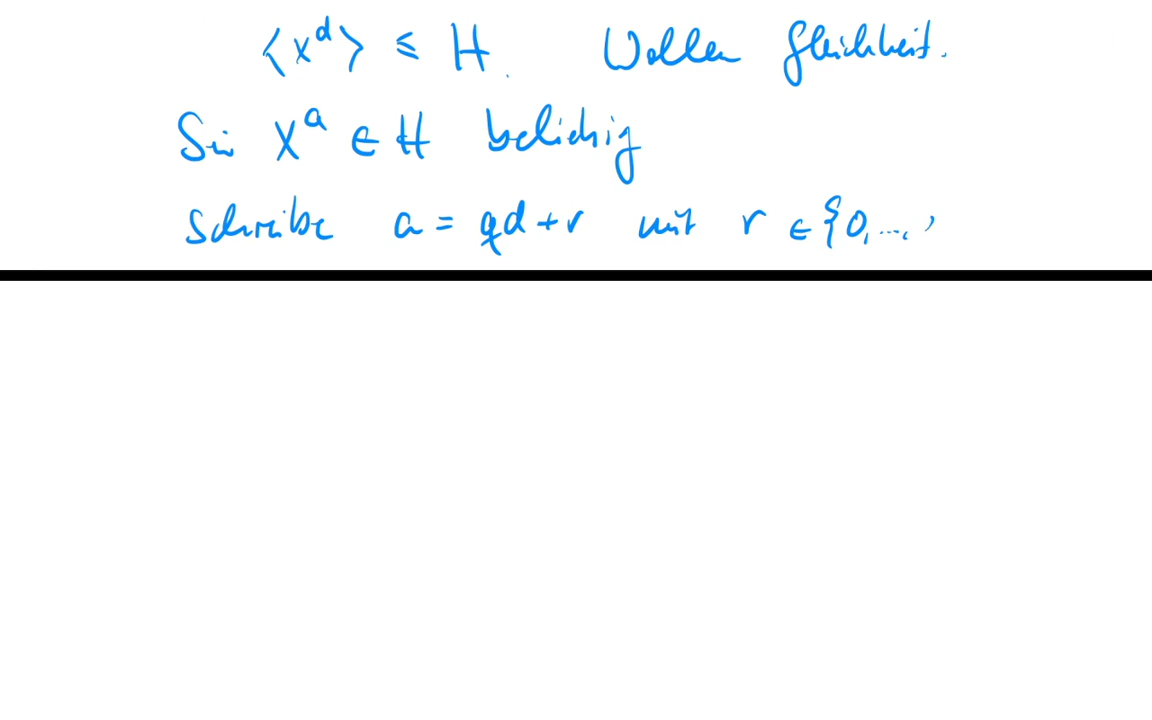 ⟨x^d⟩ ≤ H. Wollen Gleichheit.
Sei x^a ∈ H beliebig
Schreibe a = qd + r mit r ∈ {0, ...,